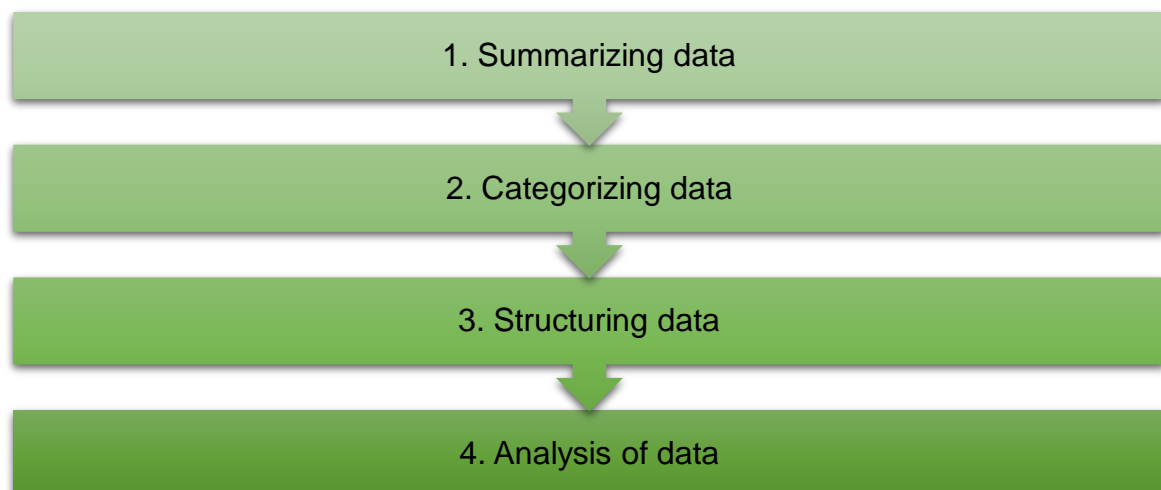 1. Summarizing data
2. Categorizing data
3. Structuring data
4. Analysis of data